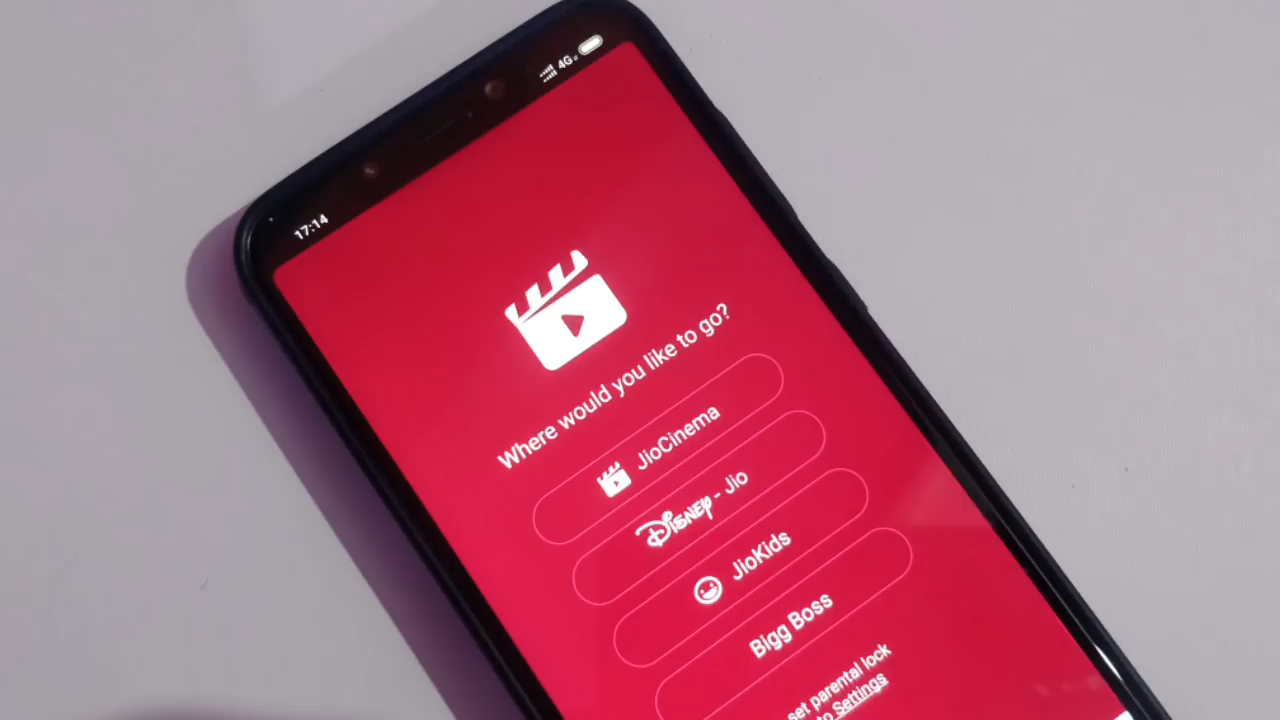 17:14
4G
Where would you like to go?
JioCinema
Disney - Jio
JioKids
Bigg Boss
set parental lock
to Settings